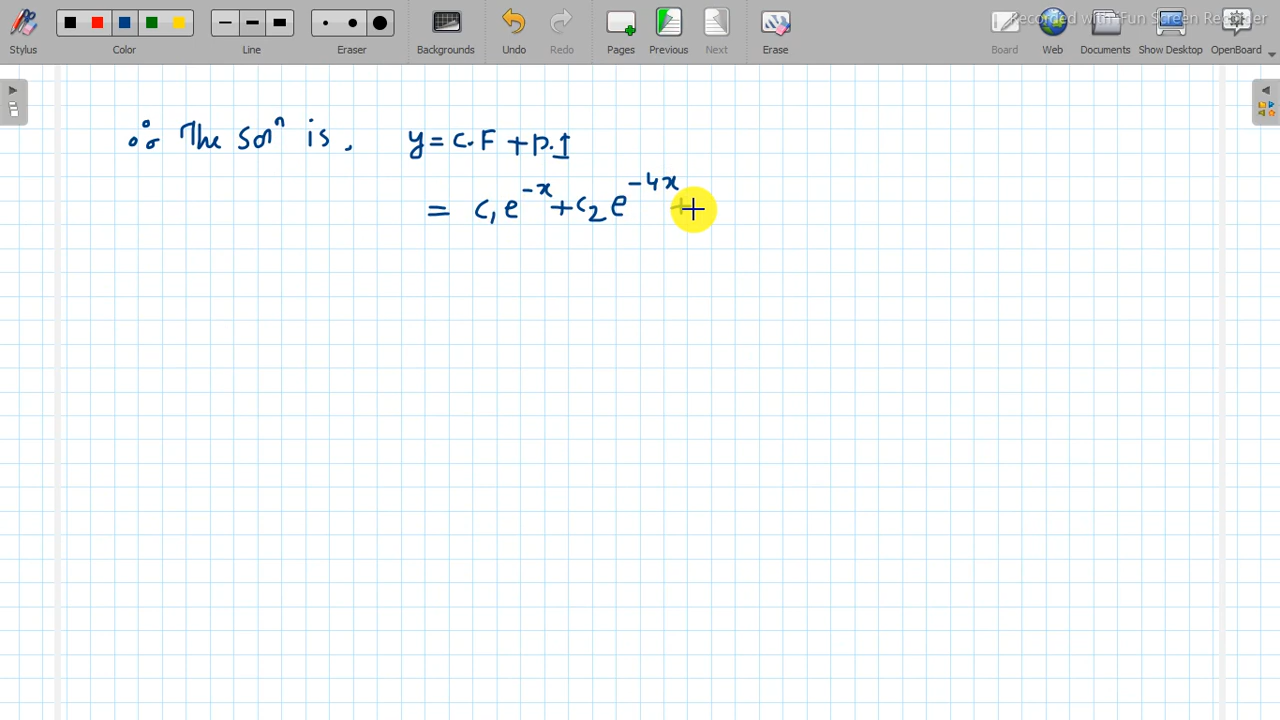 Recorded with Fun Screen Recorder
Stylus Color Line Eraser Backgrounds Undo Redo Pages Previous Next Erase Board Web Documents Show Desktop OpenBoard
∴ The Solⁿ is, y = C.F + P.I
= c₁e^{-x} + c₂e^{-4x} +